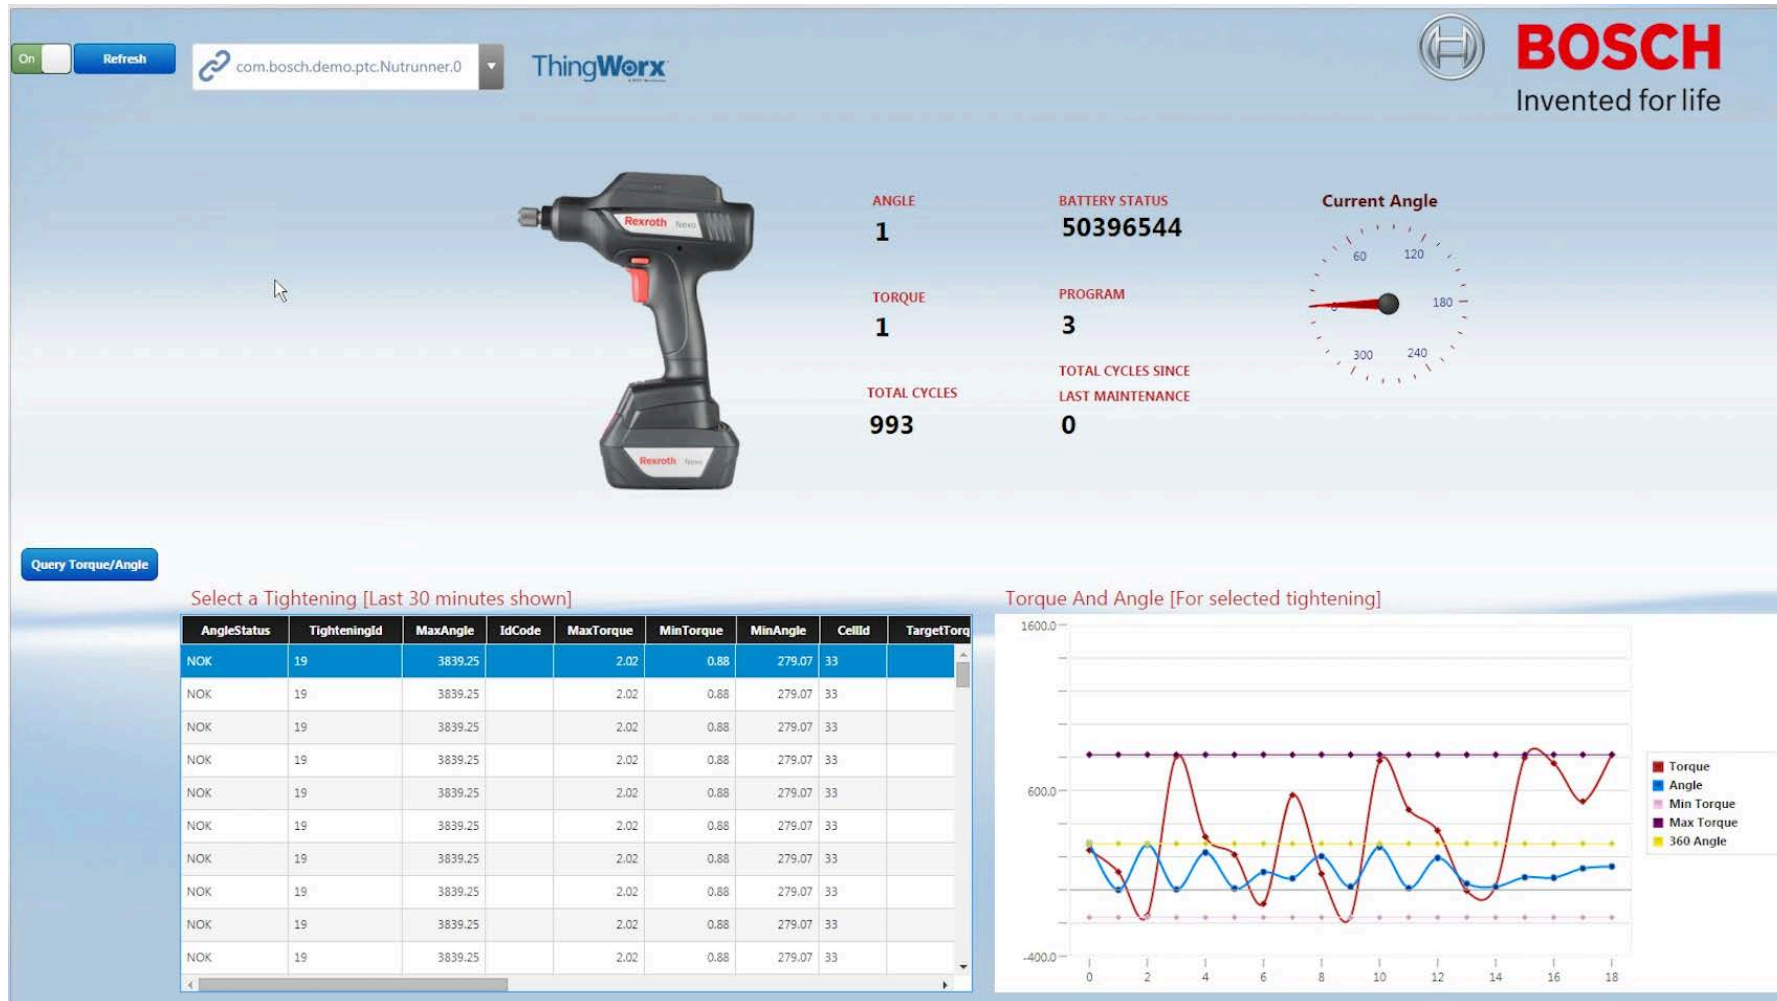 On
Refresh
com.bosch.demo.ptc.Nutrunner.0
ThingWorx
BOSCH
Invented for life
Rexroth Nexo
Rexroth Nexo
ANGLE
1
BATTERY STATUS
50396544
TORQUE
1
PROGRAM
3
TOTAL CYCLES
993
TOTAL CYCLES SINCE
LAST MAINTENANCE
0
Current Angle
60 120
0 180
300 240
Query Torque/Angle
Select a Tightening [Last 30 minutes shown]
AngleStatus TighteningId MaxAngle IdCode MaxTorque MinTorque MinAngle CellId TargetTorq
NOK 19 3839.25 2.02 0.88 279.07 33
NOK 19 3839.25 2.02 0.88 279.07 33
NOK 19 3839.25 2.02 0.88 279.07 33
NOK 19 3839.25 2.02 0.88 279.07 33
NOK 19 3839.25 2.02 0.88 279.07 33
NOK 19 3839.25 2.02 0.88 279.07 33
NOK 19 3839.25 2.02 0.88 279.07 33
NOK 19 3839.25 2.02 0.88 279.07 33
NOK 19 3839.25 2.02 0.88 279.07 33
NOK 19 3839.25 2.02 0.88 279.07 33
Torque And Angle [For selected tightening]
1600.0
600.0
-400.0
0 2 4 6 8 10 12 14 16 18
Torque
Angle
Min Torque
Max Torque
360 Angle